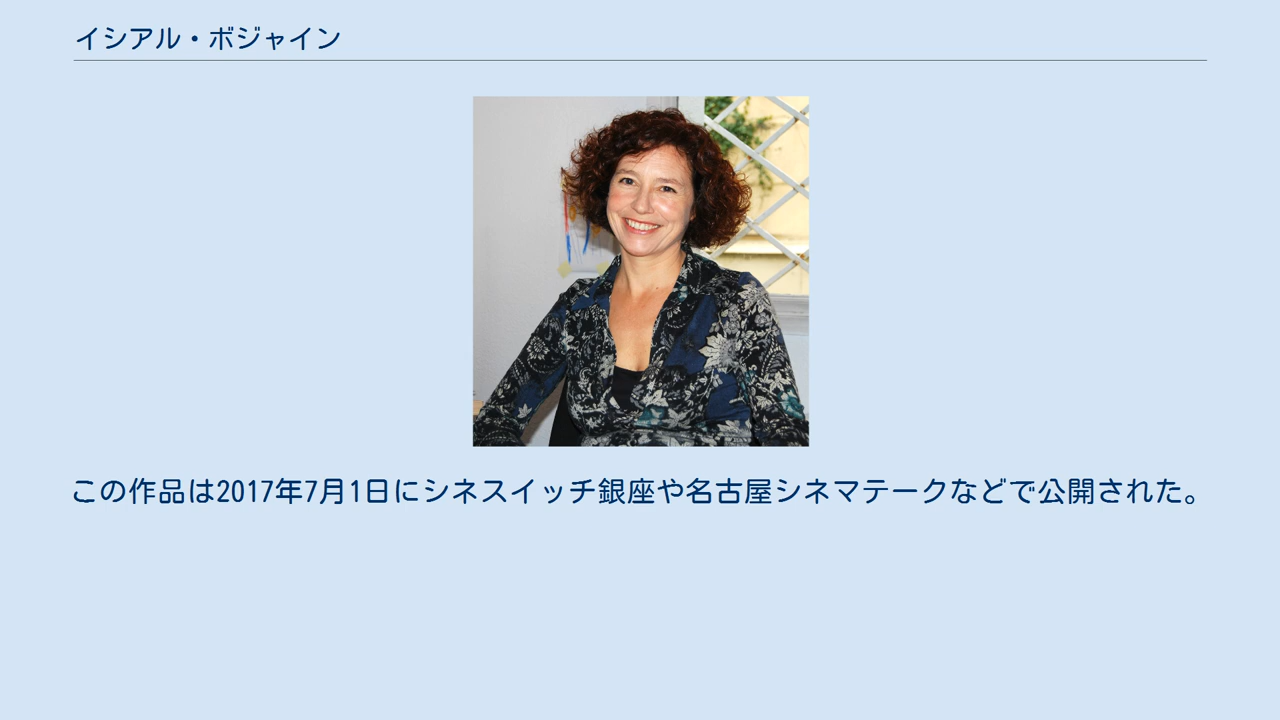 イシアル・ボジャイン
この作品は2017年7月1日にシネスイッチ銀座や名古屋シネマテークなどで公開された。